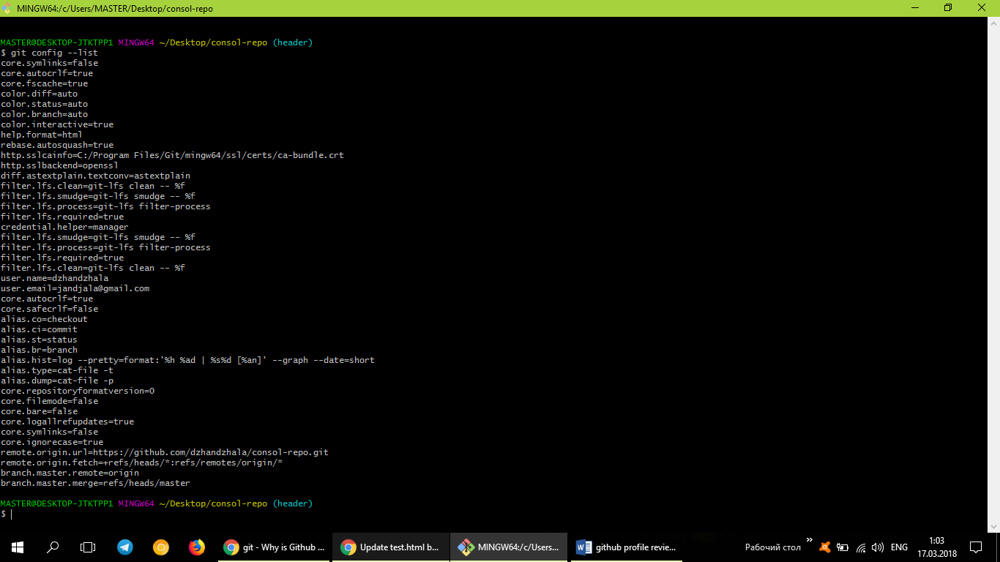 MINGW64:/c/Users/MASTER/Desktop/consol-repo
MASTER@DESKTOP-JTKTPP1 MINGW64 ~/Desktop/consol-repo (header)
$ git config --list
core.symlinks=false
core.autocrlf=true
core.fscache=true
color.diff=auto
color.status=auto
color.branch=auto
color.interactive=true
help.format=html
rebase.autosquash=true
http.sslcainfo=C:/Program Files/Git/mingw64/ssl/certs/ca-bundle.crt
http.sslbackend=openssl
diff.astextplain.textconv=astextplain
filter.lfs.clean=git-lfs clean -- %f
filter.lfs.smudge=git-lfs smudge -- %f
filter.lfs.process=git-lfs filter-process
filter.lfs.required=true
credential.helper=manager
filter.lfs.smudge=git-lfs smudge -- %f
filter.lfs.process=git-lfs filter-process
filter.lfs.required=true
filter.lfs.clean=git-lfs clean -- %f
user.name=dzhandzhala
user.email=jandjala@gmail.com
core.autocrlf=true
core.safecrlf=false
alias.co=checkout
alias.ci=commit
alias.st=status
alias.br=branch
alias.hist=log --pretty=format:'%h %ad | %s%d [%an]' --graph --date=short
alias.type=cat-file -t
alias.dump=cat-file -p
core.repositoryformatversion=0
core.filemode=false
core.bare=false
core.logallrefupdates=true
core.symlinks=false
core.ignorecase=true
remote.origin.url=https://github.com/dzhandzhala/consol-repo.git
remote.origin.fetch=+refs/heads/*:refs/remotes/origin/*
branch.master.remote=origin
branch.master.merge=refs/heads/master
MASTER@DESKTOP-JTKTPP1 MINGW64 ~/Desktop/consol-repo (header)
$
git - Why is Github ...
Update test.html b...
MINGW64:/c/Users...
github profile revie...
Рабочий стол
ENG
1:03
17.03.2018